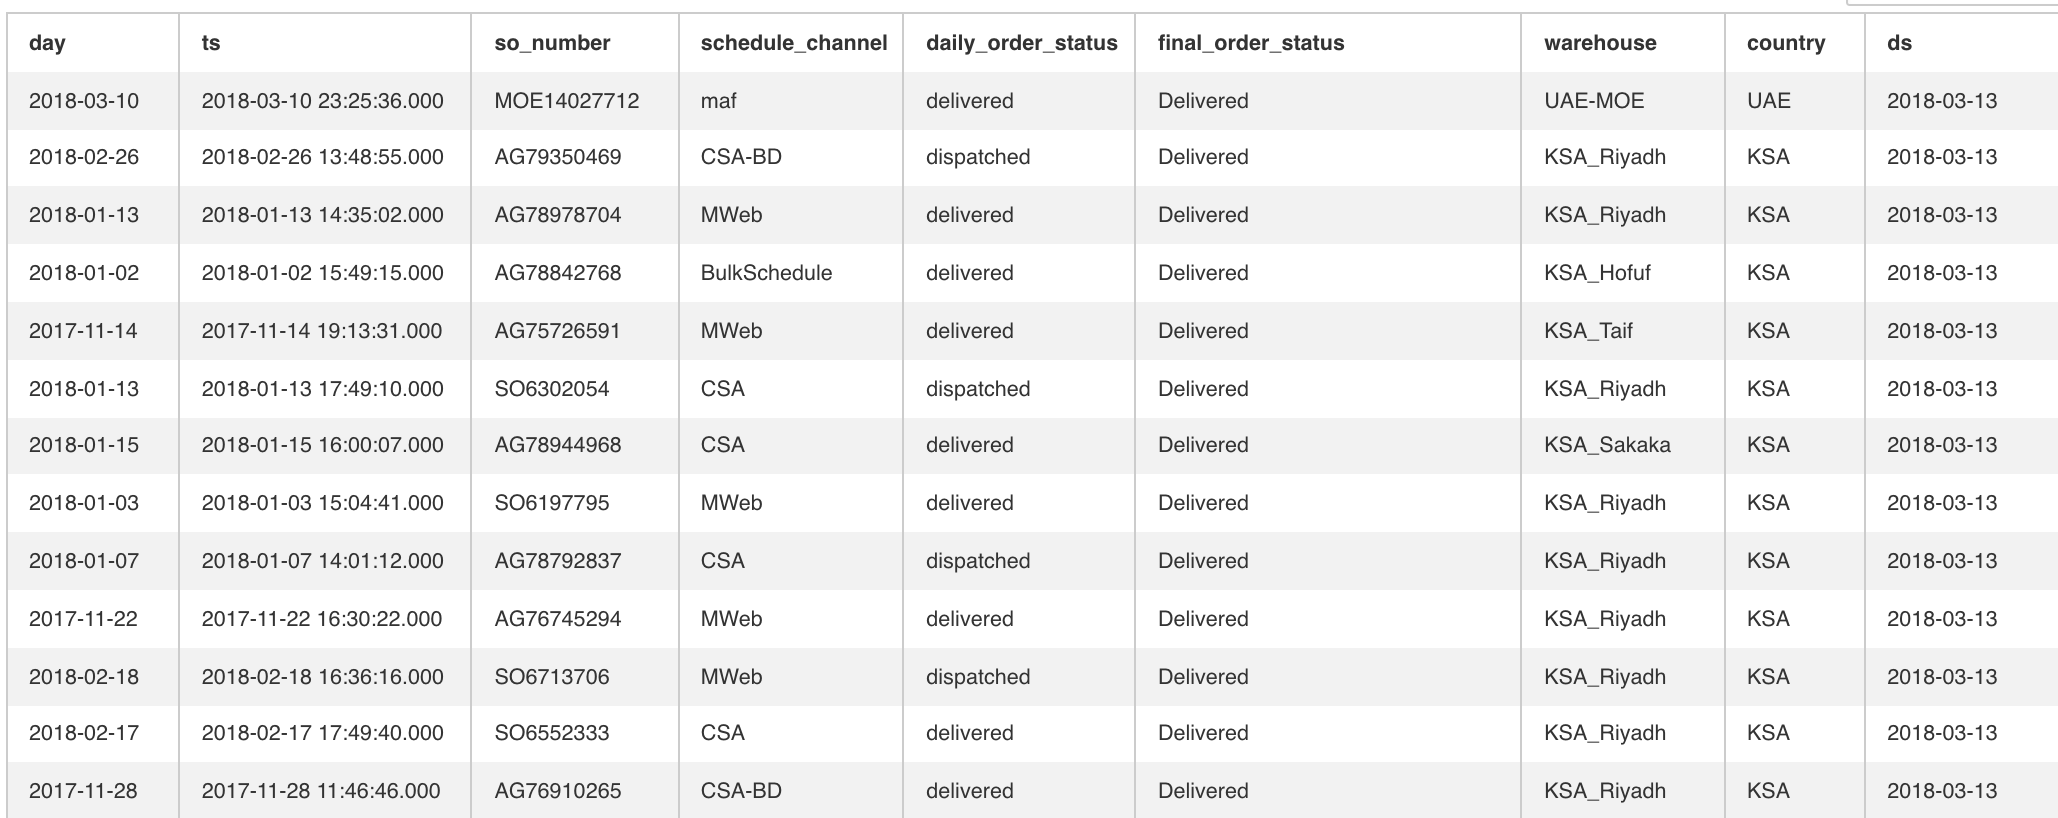 day ts so_number schedule_channel daily_order_status final_order_status warehouse country ds
2018-03-10 2018-03-10 23:25:36.000 MOE14027712 maf delivered Delivered UAE-MOE UAE 2018-03-13
2018-02-26 2018-02-26 13:48:55.000 AG79350469 CSA-BD dispatched Delivered KSA_Riyadh KSA 2018-03-13
2018-01-13 2018-01-13 14:35:02.000 AG78978704 MWeb delivered Delivered KSA_Riyadh KSA 2018-03-13
2018-01-02 2018-01-02 15:49:15.000 AG78842768 BulkSchedule delivered Delivered KSA_Hofuf KSA 2018-03-13
2017-11-14 2017-11-14 19:13:31.000 AG75726591 MWeb delivered Delivered KSA_Taif KSA 2018-03-13
2018-01-13 2018-01-13 17:49:10.000 SO6302054 CSA dispatched Delivered KSA_Riyadh KSA 2018-03-13
2018-01-15 2018-01-15 16:00:07.000 AG78944968 CSA delivered Delivered KSA_Sakaka KSA 2018-03-13
2018-01-03 2018-01-03 15:04:41.000 SO6197795 MWeb delivered Delivered KSA_Riyadh KSA 2018-03-13
2018-01-07 2018-01-07 14:01:12.000 AG78792837 CSA dispatched Delivered KSA_Riyadh KSA 2018-03-13
2017-11-22 2017-11-22 16:30:22.000 AG76745294 MWeb delivered Delivered KSA_Riyadh KSA 2018-03-13
2018-02-18 2018-02-18 16:36:16.000 SO6713706 MWeb dispatched Delivered KSA_Riyadh KSA 2018-03-13
2018-02-17 2018-02-17 17:49:40.000 SO6552333 CSA delivered Delivered KSA_Riyadh KSA 2018-03-13
2017-11-28 2017-11-28 11:46:46.000 AG76910265 CSA-BD delivered Delivered KSA_Riyadh KSA 2018-03-13